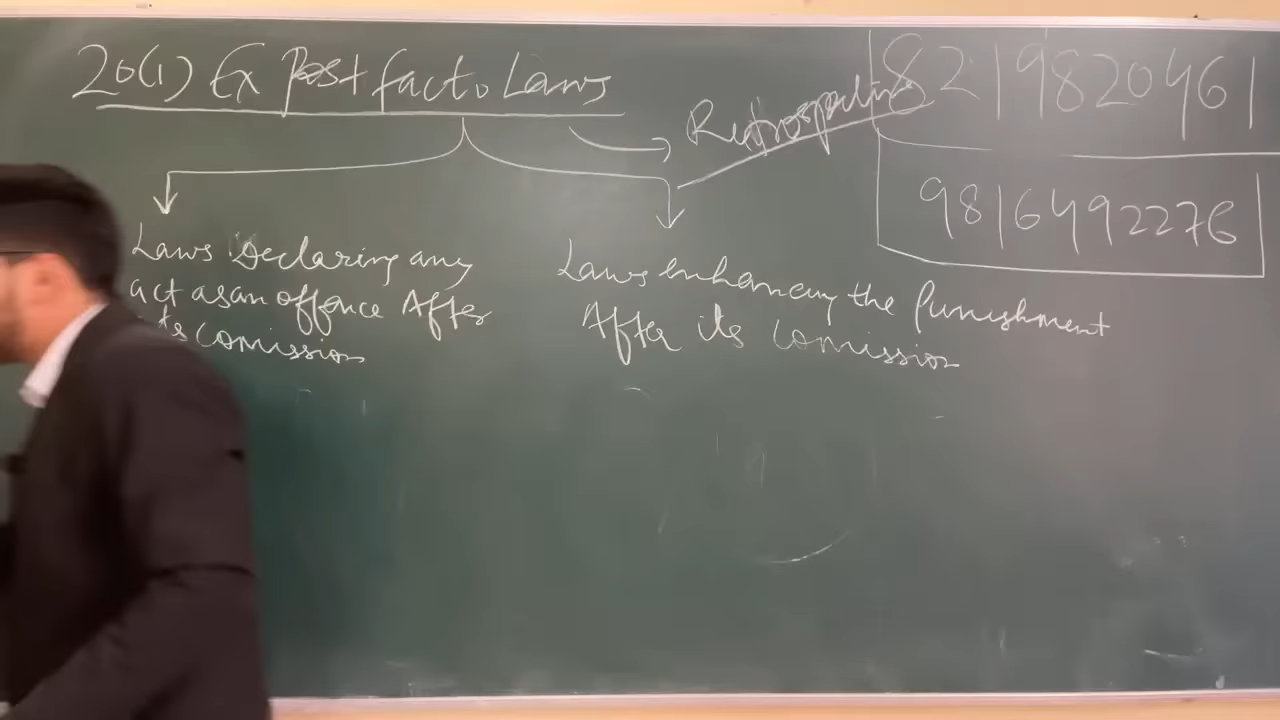 20(1) Ex Post facto Laws
Retrospective
8219820461
9816492276
Laws Declaring any
act as an offence After
its Comission
Laws enhancing the Punishment
After its Comission